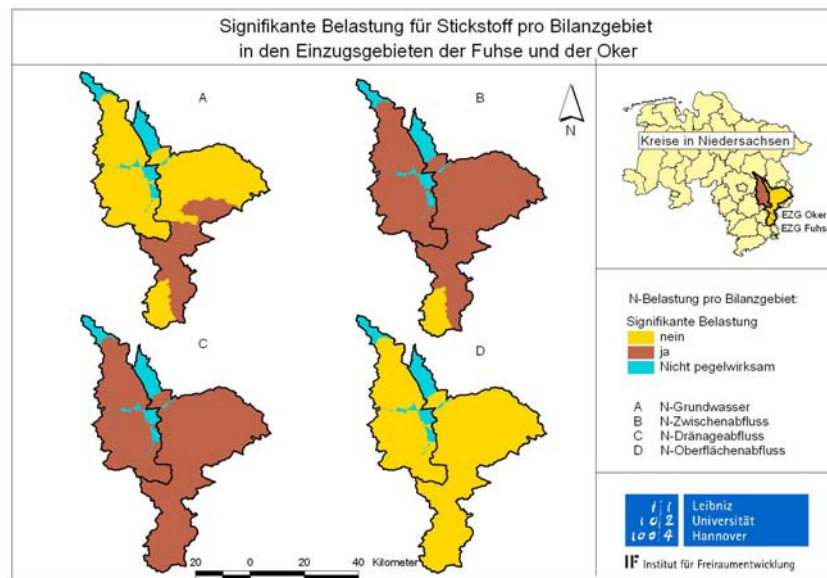 Signifikante Belastung für Stickstoff pro Bilanzgebiet
in den Einzugsgebieten der Fuhse und der Oker
A
B
N
C
D
20 0 20 40 Kilometer
Kreise in Niedersachsen
EZG Oker
EZG Fuhse
N-Belastung pro Bilanzgebiet:
Signifikante Belastung
nein
ja
Nicht pegelwirksam
A N-Grundwasser
B N-Zwischenabfluss
C N-Dränageabfluss
D N-Oberflächenabfluss
Leibniz
Universität
Hannover
IF Institut für Freiraumentwicklung